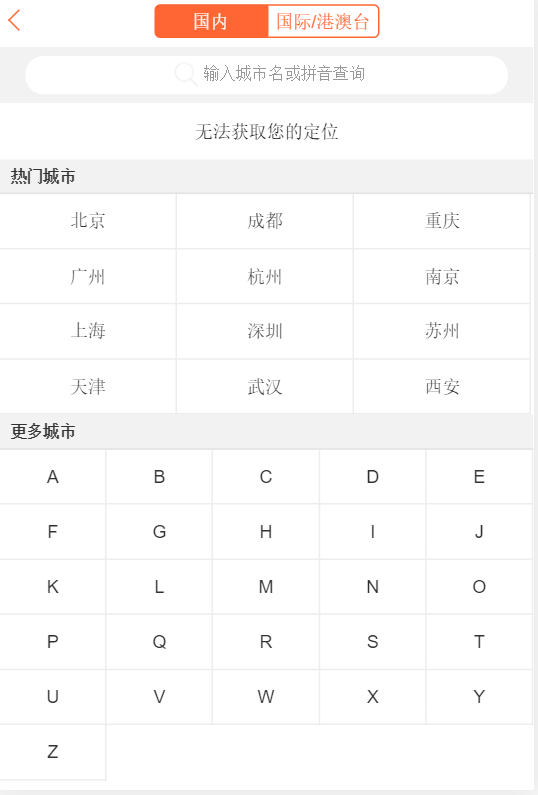 国内 国际/港澳台
输入城市名或拼音查询
无法获取您的定位
热门城市
北京 成都 重庆
广州 杭州 南京
上海 深圳 苏州
天津 武汉 西安
更多城市
A B C D E
F G H I J
K L M N O
P Q R S T
U V W X Y
Z